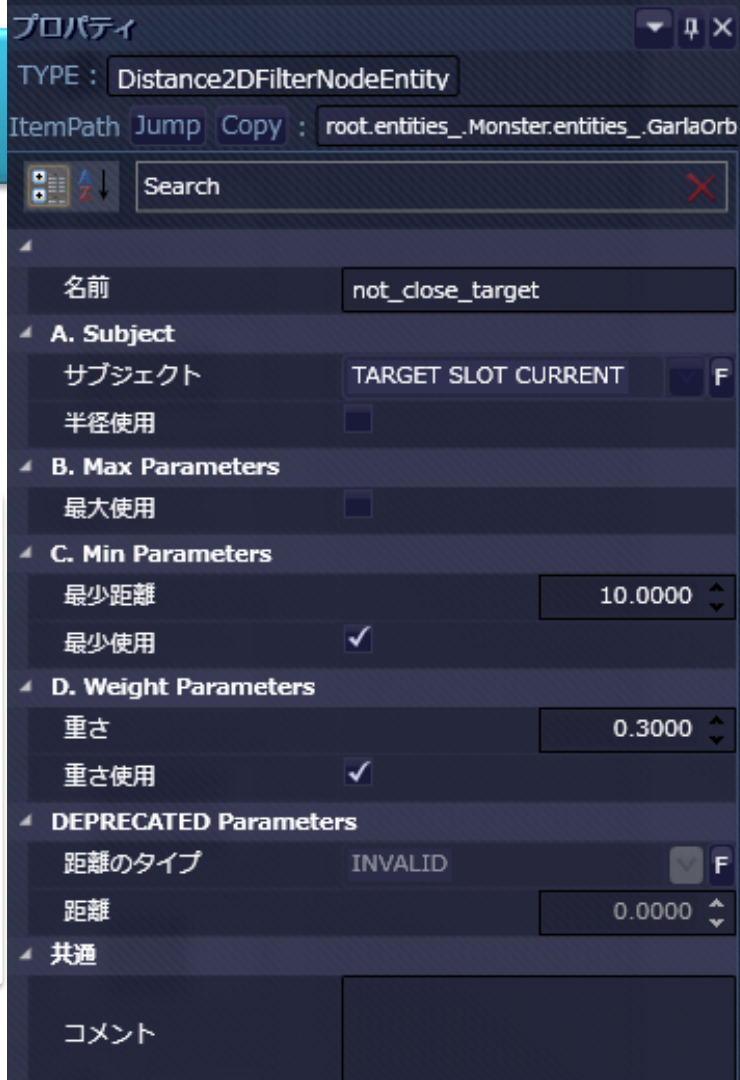 プロパティ
TYPE : Distance2DFilterNodeEntity
ItemPath Jump Copy : root.entities_.Monster.entities_.GarlaOrb
Search
名前 not_close_target
A. Subject
サブジェクト TARGET SLOT CURRENT F
半径使用
B. Max Parameters
最大使用
C. Min Parameters
最少距離 10.0000
最少使用
D. Weight Parameters
重さ 0.3000
重さ使用
DEPRECATED Parameters
距離のタイプ INVALID F
距離 0.0000
共通
コメント